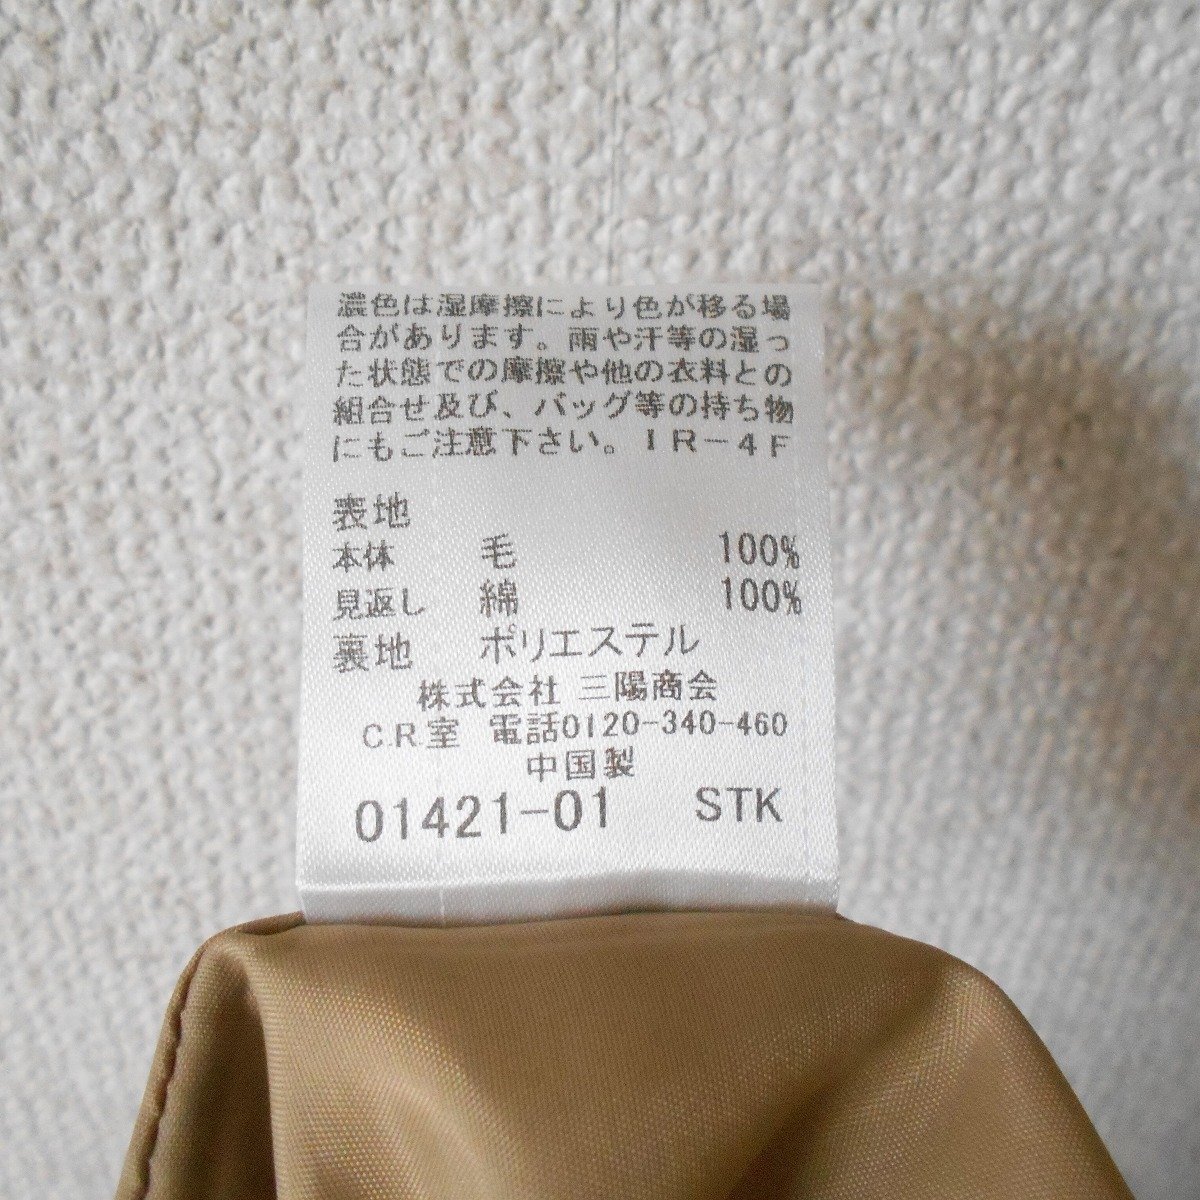 濃色は湿摩擦により色が移る場
合があります。雨や汗等の湿っ
た状態での摩擦や他の衣料との
組合せ及び、バッグ等の持ち物
にもご注意下さい。IR-4F
表地
本体 毛 100%
見返し 綿 100%
裏地 ポリエステル
株式会社 三陽商会
C.R.室 電話0120-340-460
中国製
01421-01 STK